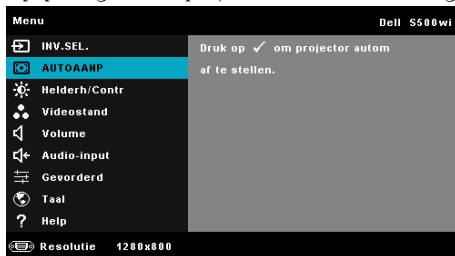 Menu Dell S500wi
INV.SEL.
AUTOAANP
Helderh/Contr
Videostand
Volume
Audio-input
Gevorderd
Taal
? Help
Druk op ✓ om projector autom
af te stellen.
Resolutie 1280x800